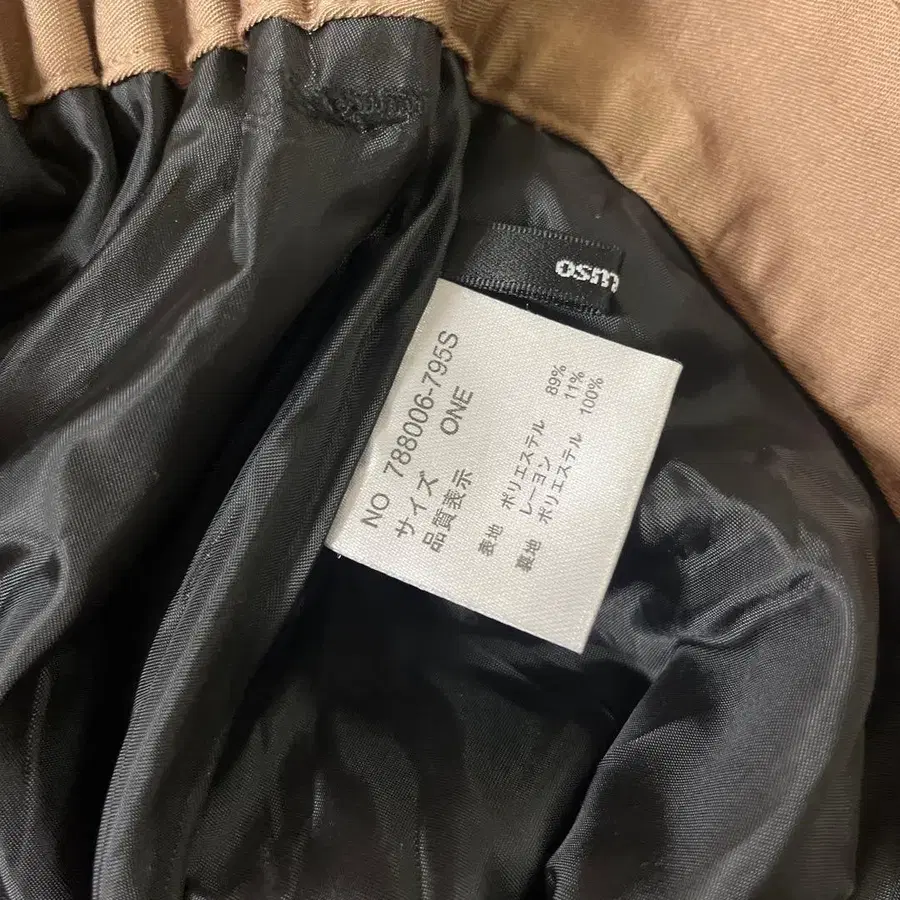 tuso
NO 788006-795S
サイズ ONE
品質表示
表地 ポリエステル 89%
レーヨン 11%
裏地 ポリエステル 100%